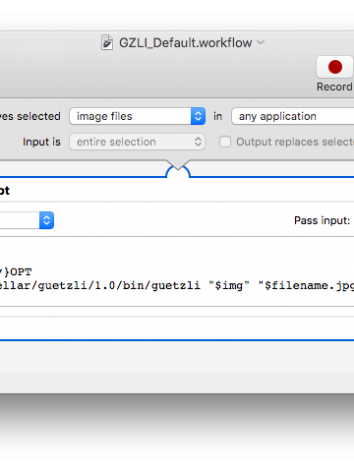 GZLI_Default.workflow
Record
ves selected image files in any application
Input is entire selection Output replaces selecte
pt
Pass input:
}OPT
ellar/guetzli/1.0/bin/guetzli "$img" "$filename.jpg